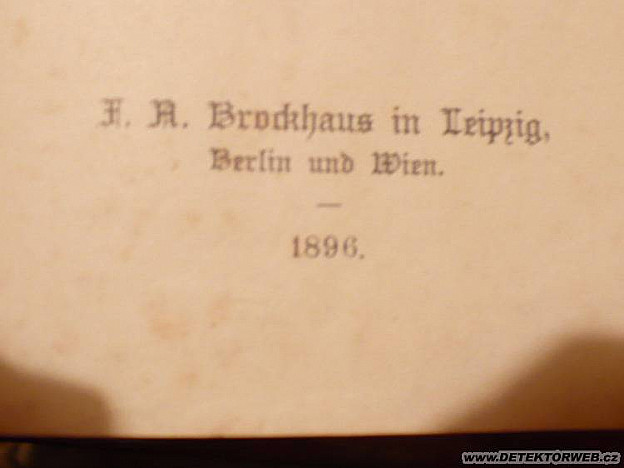 F. A. Brockhaus in Leipzig,
Berlin und Wien.
—
1896.
WWW.DETEKTORWEB.CZ